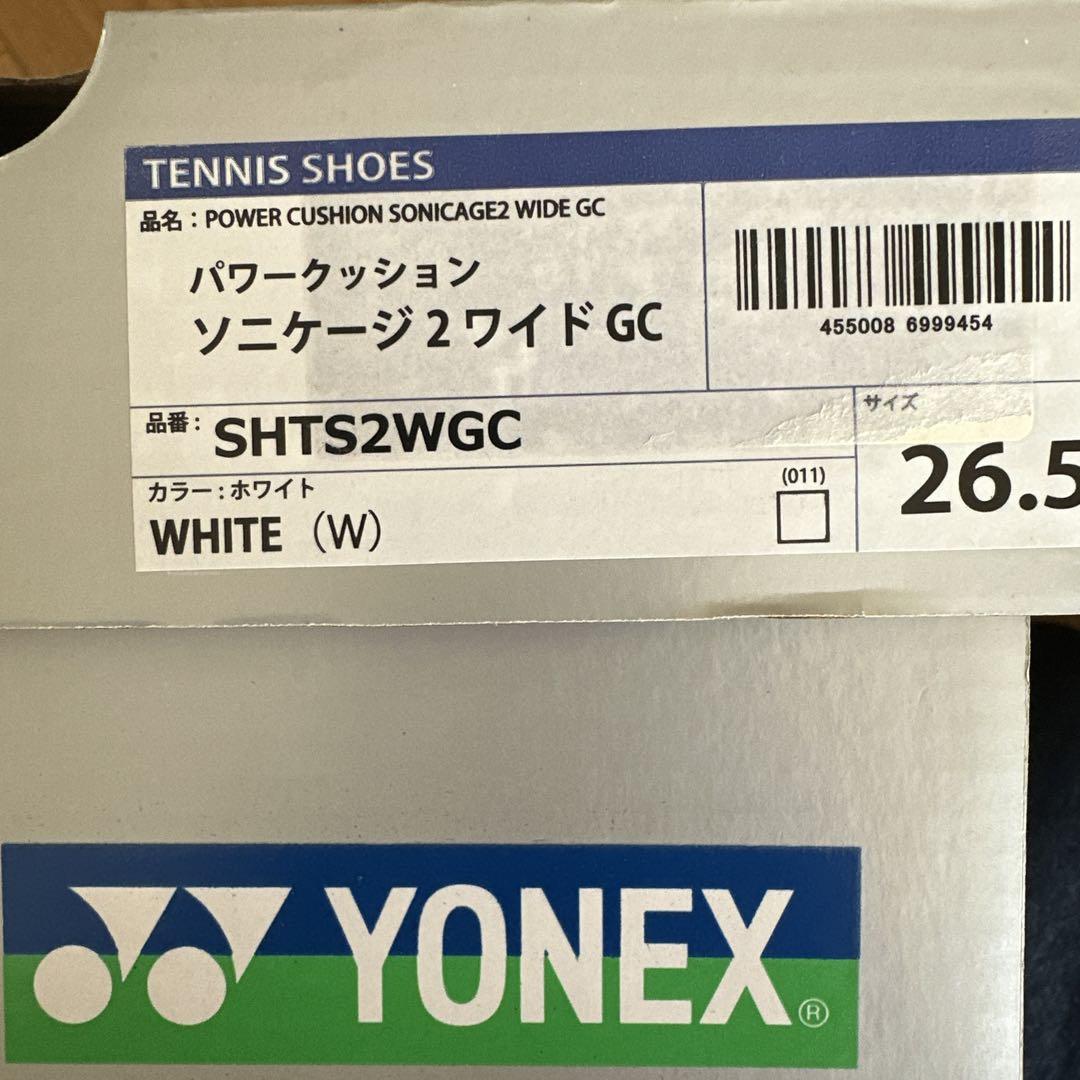 TENNIS SHOES
品名：POWER CUSHION SONICAGE2 WIDE GC
パワークッション
ソニケージ２ワイド GC
455008 6999454
品番： SHTS2WGC
サイズ
26.5
カラー：ホワイト
WHITE（W）
(011)
YONEX®